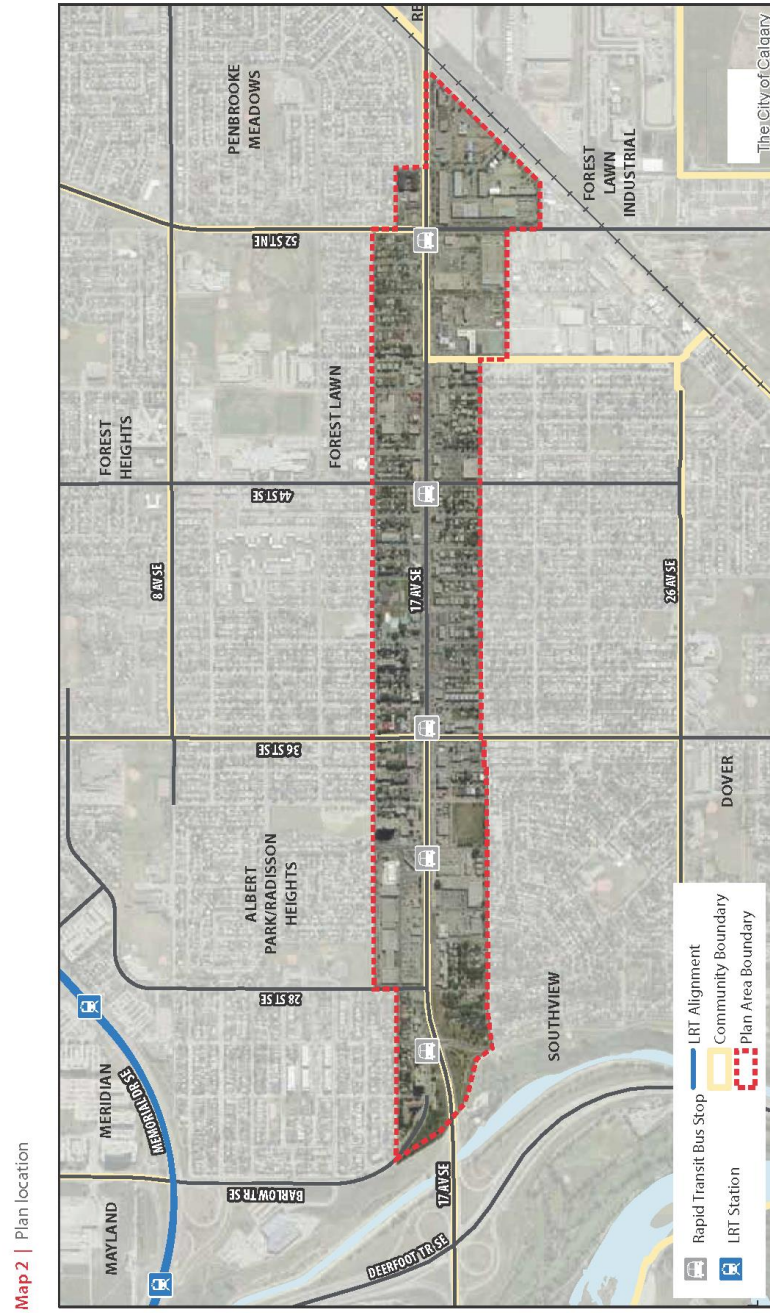 Map 2 | Plan location
MAYLAND
MERIDIAN
MEMORIAL DR SE
BARLOW TR SE
28 ST SE
ALBERT
PARK/RADISSON
HEIGHTS
36 ST SE
8 AV SE
FOREST
HEIGHTS
44 ST SE
FOREST LAWN
52 ST NE
PENBROOKE
MEADOWS
RE
17 AV SE
17 AV SE
DEERFOOT TR SE
SOUTHVIEW
DOVER
26 AV SE
FOREST
LAWN
INDUSTRIAL
Rapid Transit Bus Stop
LRT Station
LRT Alignment
Community Boundary
Plan Area Boundary
The City of Calgary